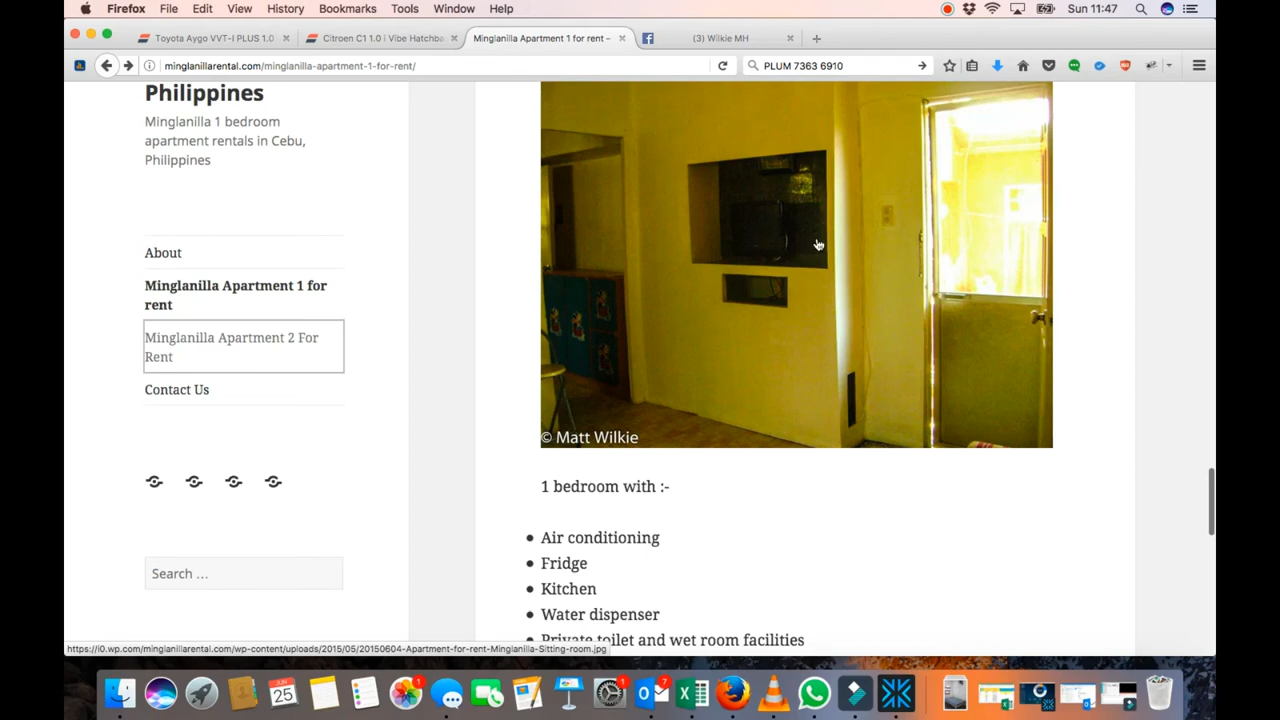 Firefox File Edit View History Bookmarks Tools Window Help Sun 11:47
Toyota Aygo VVT-I PLUS 1.0 Citroen C1 1.0 i Vibe Hatchba Minglanilla Apartment 1 for rent – (3) Wilkie MH
minglanillarental.com/minglanilla-apartment-1-for-rent/ PLUM 7363 6910
Philippines
Minglanilla 1 bedroom
apartment rentals in Cebu,
Philippines
About
Minglanilla Apartment 1 for
rent
Minglanilla Apartment 2 For
Rent
Contact Us
Search …
© Matt Wilkie
1 bedroom with :-
Air conditioning
Fridge
Kitchen
Water dispenser
Private toilet and wet room facilities
https://i0.wp.com/minglanillarental.com/wp-content/uploads/2015/05/20150604-Apartment-for-rent-Minglanilla-Sitting-room.jpg
JUN
25
1
7
1